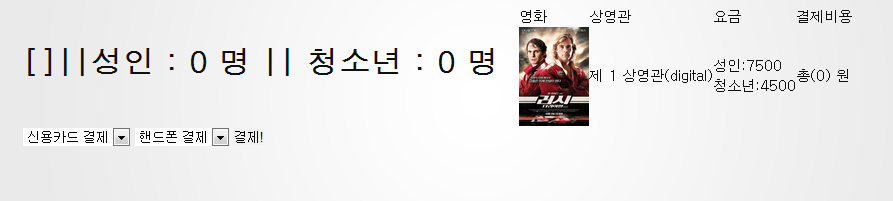 영화 상영관 요금 결제비용
[]||성인 : 0 명 || 청소년 : 0 명
러시
제 1 상영관(digital)
성인:7500
청소년:4500
총(0) 원
신용카드 결제 핸드폰 결제 결제!